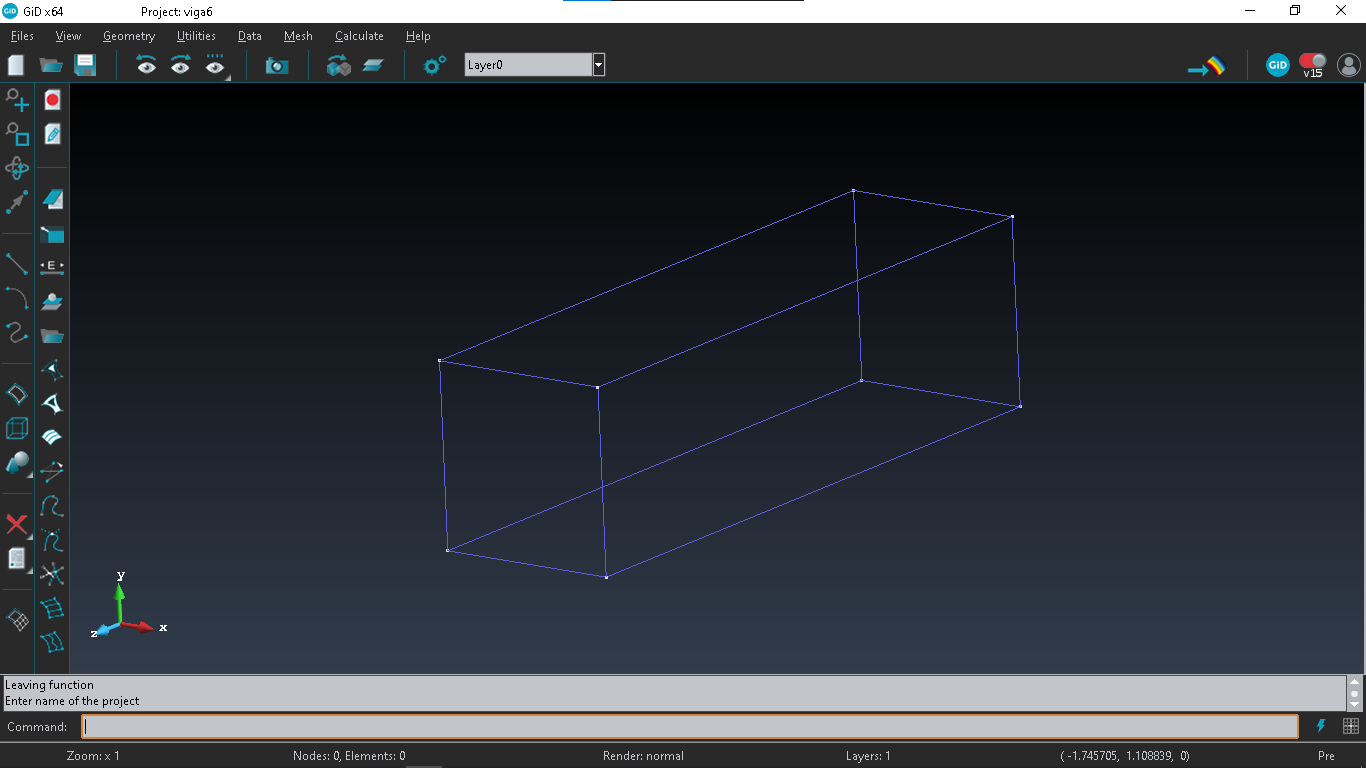 GiD GiD x64 Project: viga6
Files View Geometry Utilities Data Mesh Calculate Help
Layer0
GiD v15
E
y
z x
Leaving function
Enter name of the project
Command:
Zoom: x 1 Nodes: 0, Elements: 0 Render: normal Layers: 1 ( -1.745705, 1.108839, 0) Pre